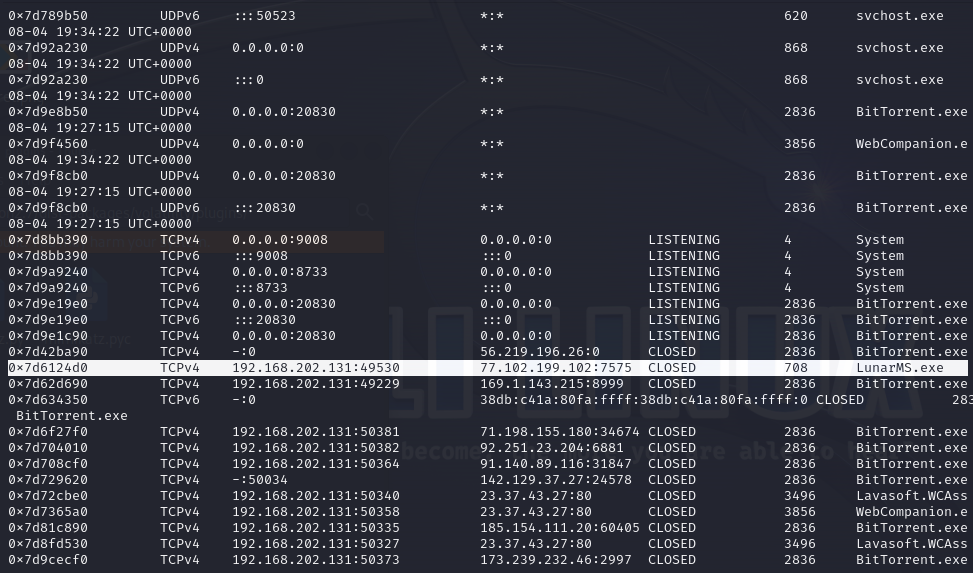 0×7d789b50 UDPv6 :::50523 *:* 620 svchost.exe
08-04 19:34:22 UTC+0000
0×7d92a230 UDPv4 0.0.0.0:0 *:* 868 svchost.exe
08-04 19:34:22 UTC+0000
0×7d92a230 UDPv6 :::0 *:* 868 svchost.exe
08-04 19:34:22 UTC+0000
0×7d9e8b50 UDPv4 0.0.0.0:20830 *:* 2836 BitTorrent.exe
08-04 19:27:15 UTC+0000
0×7d9f4560 UDPv4 0.0.0.0:0 *:* 3856 WebCompanion.e
08-04 19:34:22 UTC+0000
0×7d9f8cb0 UDPv4 0.0.0.0:20830 *:* 2836 BitTorrent.exe
08-04 19:27:15 UTC+0000
0×7d9f8cb0 UDPv6 :::20830 *:* 2836 BitTorrent.exe
08-04 19:27:15 UTC+0000
0×7d8bb390 TCPv4 0.0.0.0:9008 0.0.0.0:0 LISTENING 4 System
0×7d8bb390 TCPv6 :::9008 :::0 LISTENING 4 System
0×7d9a9240 TCPv4 0.0.0.0:8733 0.0.0.0:0 LISTENING 4 System
0×7d9a9240 TCPv6 :::8733 :::0 LISTENING 4 System
0×7d9e19e0 TCPv4 0.0.0.0:20830 0.0.0.0:0 LISTENING 2836 BitTorrent.exe
0×7d9e19e0 TCPv6 :::20830 :::0 LISTENING 2836 BitTorrent.exe
0×7d9e1c90 TCPv4 0.0.0.0:20830 0.0.0.0:0 LISTENING 2836 BitTorrent.exe
0×7d42ba90 TCPv4 -:0 56.219.196.26:0 CLOSED 2836 BitTorrent.exe
0×7d6124d0 TCPv4 192.168.202.131:49530 77.102.199.102:7575 CLOSED 708 LunarMS.exe
0×7d62d690 TCPv4 192.168.202.131:49229 169.1.143.215:8999 CLOSED 2836 BitTorrent.exe
0×7d634350 TCPv6 -:0 38db:c41a:80fa:ffff:38db:c41a:80fa:ffff:0 CLOSED 283
BitTorrent.exe
0×7d6f27f0 TCPv4 192.168.202.131:50381 71.198.155.180:34674 CLOSED 2836 BitTorrent.exe
0×7d704010 TCPv4 192.168.202.131:50382 92.251.23.204:6881 CLOSED 2836 BitTorrent.exe
0×7d708cf0 TCPv4 192.168.202.131:50364 91.140.89.116:31847 CLOSED 2836 BitTorrent.exe
0×7d729620 TCPv4 -:50034 142.129.37.27:24578 CLOSED 2836 BitTorrent.exe
0×7d72cbe0 TCPv4 192.168.202.131:50340 23.37.43.27:80 CLOSED 3496 Lavasoft.WCAss
0×7d7365a0 TCPv4 192.168.202.131:50358 23.37.43.27:80 CLOSED 3856 WebCompanion.e
0×7d81c890 TCPv4 192.168.202.131:50335 185.154.111.20:60405 CLOSED 2836 BitTorrent.exe
0×7d8fd530 TCPv4 192.168.202.131:50327 23.37.43.27:80 CLOSED 3496 Lavasoft.WCAss
0×7d9cecf0 TCPv4 192.168.202.131:50373 173.239.232.46:2997 CLOSED 2836 BitTorrent.exe